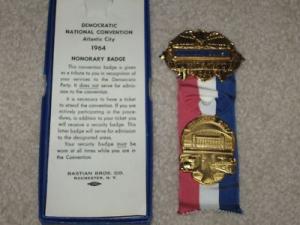 DEMOCRATIC
NATIONAL CONVENTION
Atlantic City
1964
HONORARY BADGE
This convention badge is given
as a tribute to you in recognition
of your services to the Democratic
Party. It does not serve for admis-
sion to the convention.
It is necessary to have a ticket
to attend the convention. If you are
actively participating in the proce-
dures, in addition to your ticket you
will receive a security badge. This
latter badge will serve for admission
to the designated areas.
Your security badge must be
worn at all times while you are in
the Convention.
BASTIAN BROS. CO.
ROCHESTER, N. Y.